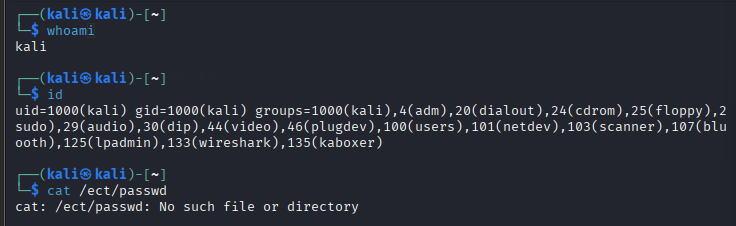 ┌──(kali㉿kali)-[~]
└─$ whoami
kali
┌──(kali㉿kali)-[~]
└─$ id
uid=1000(kali) gid=1000(kali) groups=1000(kali),4(adm),20(dialout),24(cdrom),25(floppy),2
sudo),29(audio),30(dip),44(video),46(plugdev),100(users),101(netdev),103(scanner),107(blu
ooth),125(lpadmin),133(wireshark),135(kaboxer)
┌──(kali㉿kali)-[~]
└─$ cat /ect/passwd
cat: /ect/passwd: No such file or directory